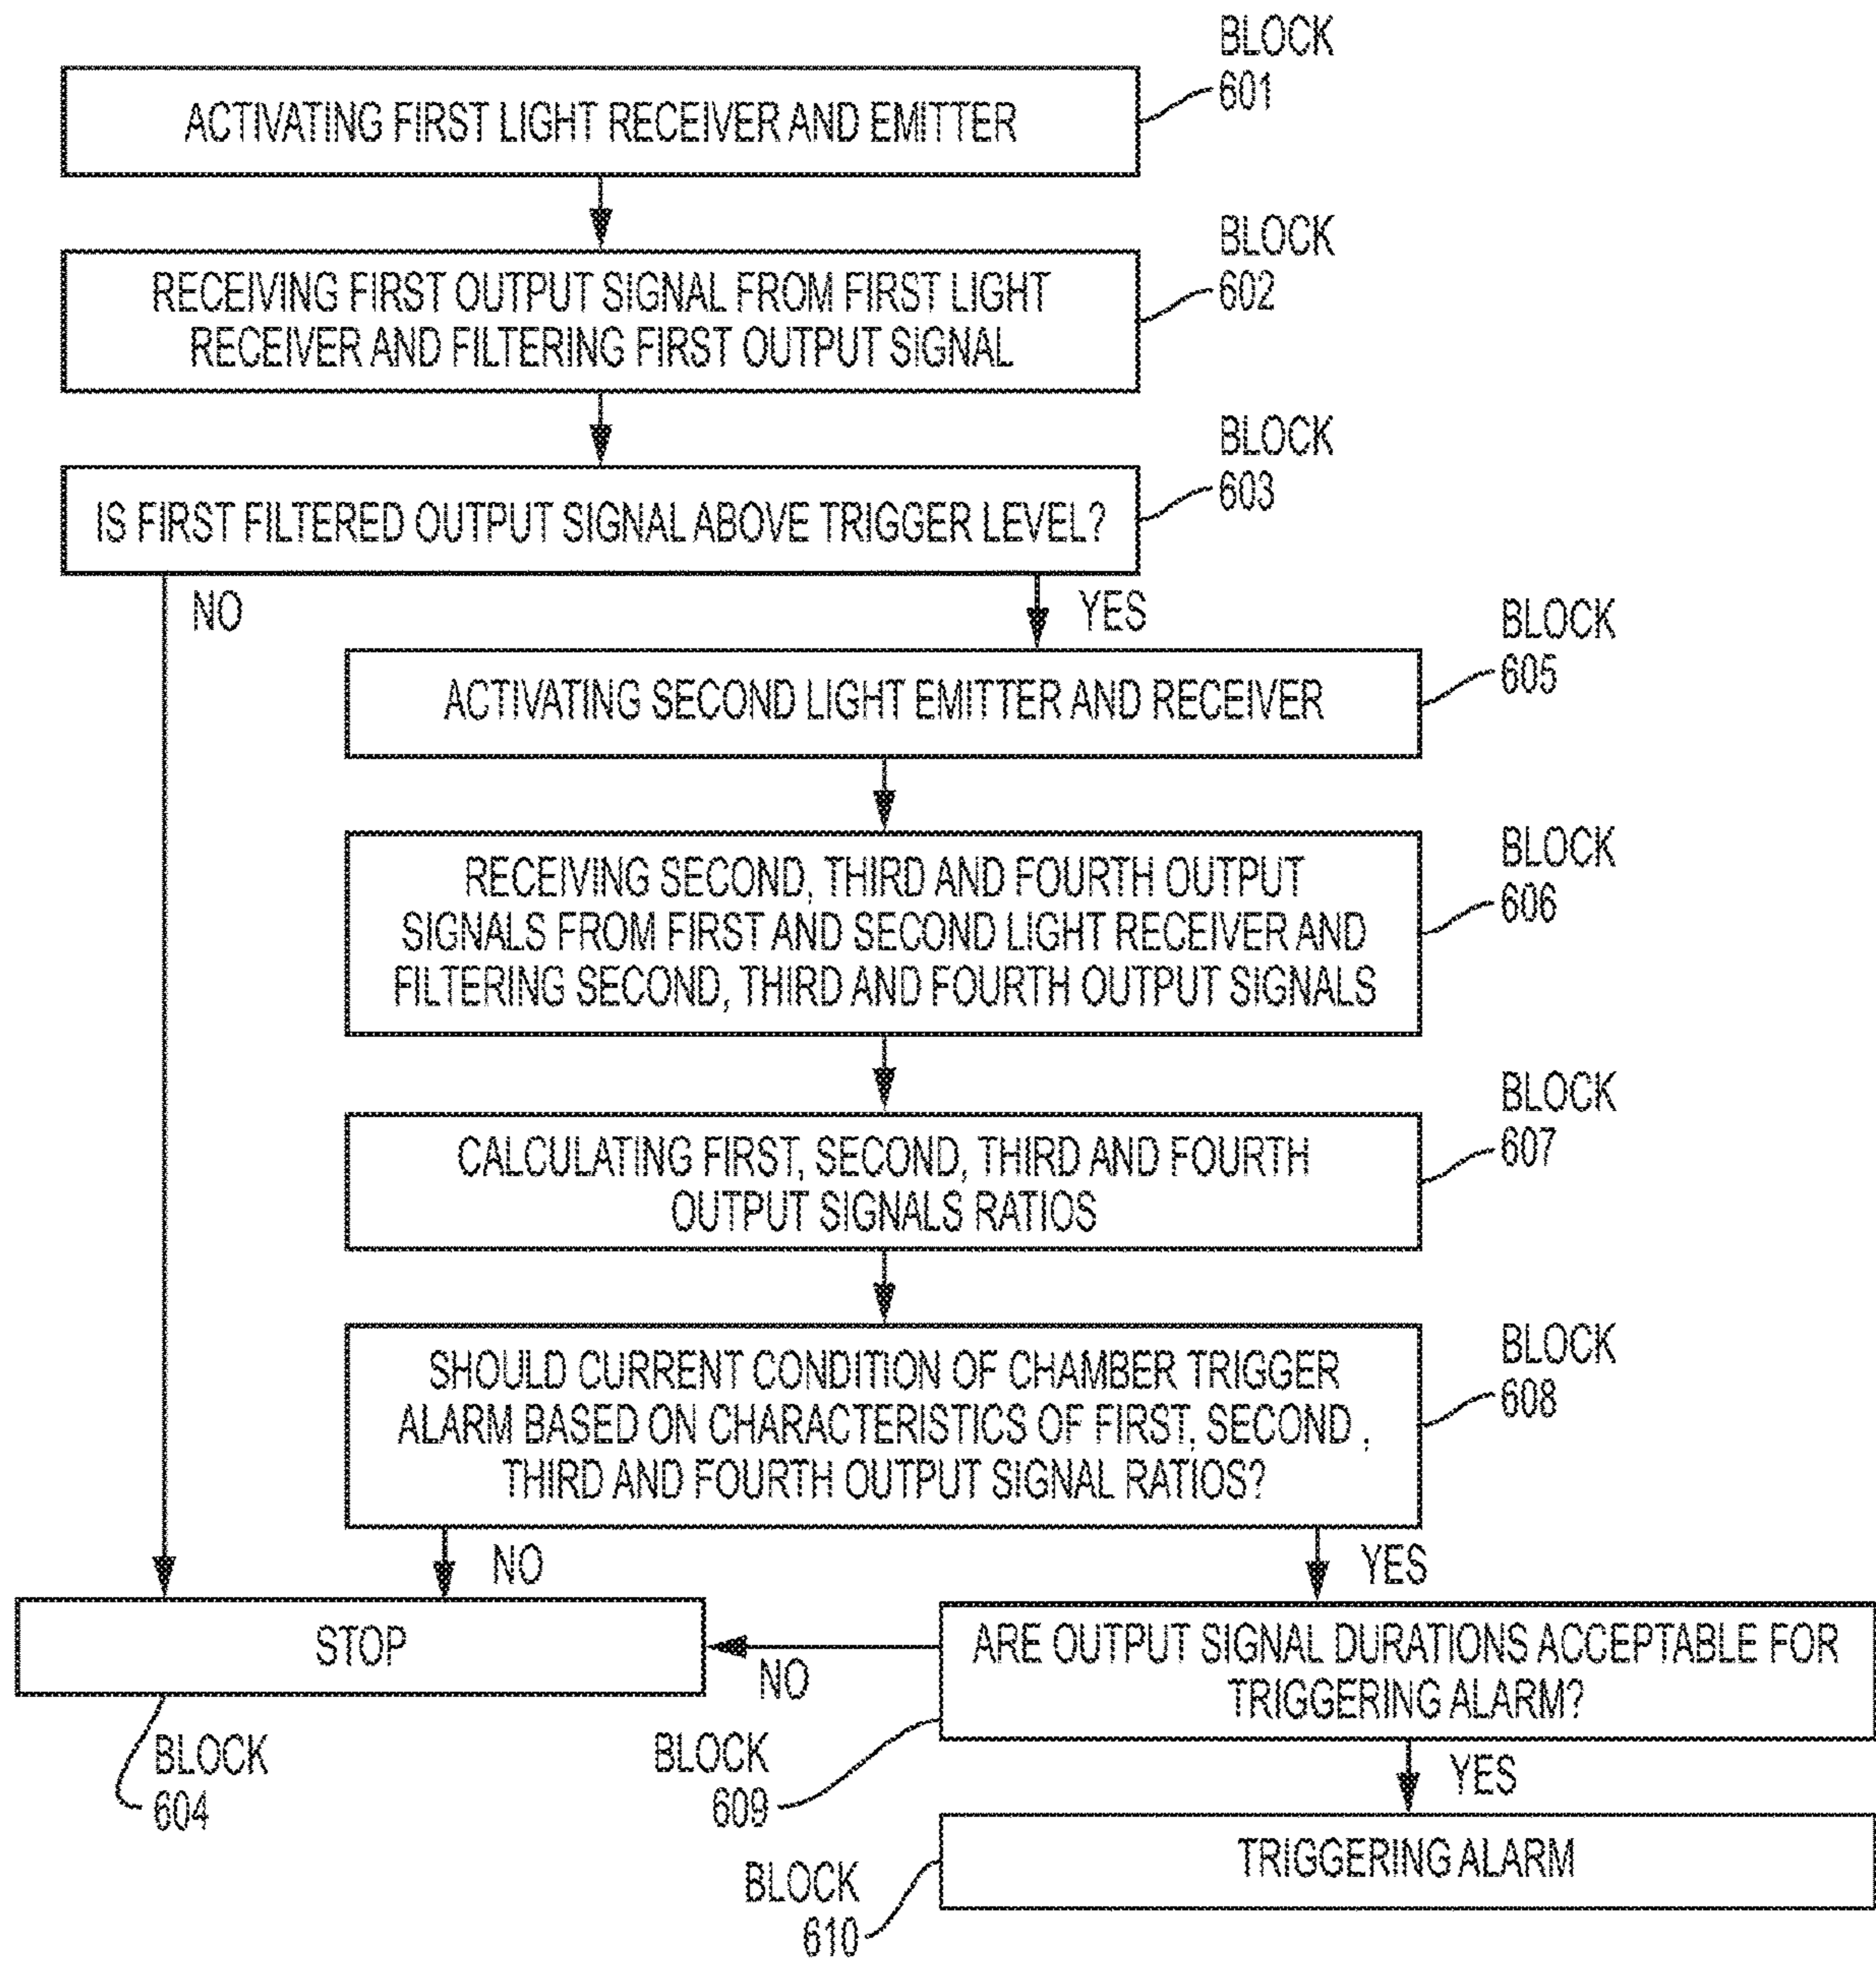 BLOCK
601
ACTIVATING FIRST LIGHT RECEIVER AND EMITTER
BLOCK
602
RECEIVING FIRST OUTPUT SIGNAL FROM FIRST LIGHT
RECEIVER AND FILTERING FIRST OUTPUT SIGNAL
BLOCK
603
IS FIRST FILTERED OUTPUT SIGNAL ABOVE TRIGGER LEVEL?
NO
YES
BLOCK
605
ACTIVATING SECOND LIGHT EMITTER AND RECEIVER
BLOCK
606
RECEIVING SECOND, THIRD AND FOURTH OUTPUT
SIGNALS FROM FIRST AND SECOND LIGHT RECEIVER AND
FILTERING SECOND, THIRD AND FOURTH OUTPUT SIGNALS
BLOCK
607
CALCULATING FIRST, SECOND, THIRD AND FOURTH
OUTPUT SIGNALS RATIOS
BLOCK
608
SHOULD CURRENT CONDITION OF CHAMBER TRIGGER
ALARM BASED ON CHARACTERISTICS OF FIRST, SECOND ,
THIRD AND FOURTH OUTPUT SIGNAL RATIOS?
NO
YES
STOP
NO
ARE OUTPUT SIGNAL DURATIONS ACCEPTABLE FOR
TRIGGERING ALARM?
BLOCK
604
BLOCK
609
YES
TRIGGERING ALARM
BLOCK
610